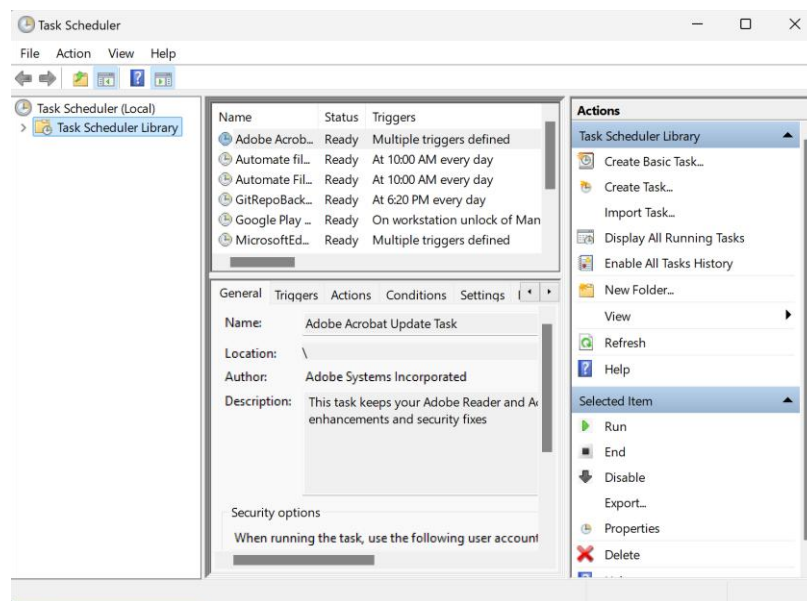 Task Scheduler
File Action View Help
Task Scheduler (Local)
Task Scheduler Library
Name Status Triggers
Adobe Acrob... Ready Multiple triggers defined
Automate fil... Ready At 10:00 AM every day
Automate Fil... Ready At 10:00 AM every day
GitRepoBack... Ready At 6:20 PM every day
Google Play ... Ready On workstation unlock of Man
MicrosoftEd... Ready Multiple triggers defined
General Triggers Actions Conditions Settings
Name: Adobe Acrobat Update Task
Location: \
Author: Adobe Systems Incorporated
Description: This task keeps your Adobe Reader and A
enhancements and security fixes
Security options
When running the task, use the following user account
Actions
Task Scheduler Library
Create Basic Task...
Create Task...
Import Task...
Display All Running Tasks
Enable All Tasks History
New Folder...
View
Refresh
Help
Selected Item
Run
End
Disable
Export...
Properties
Delete